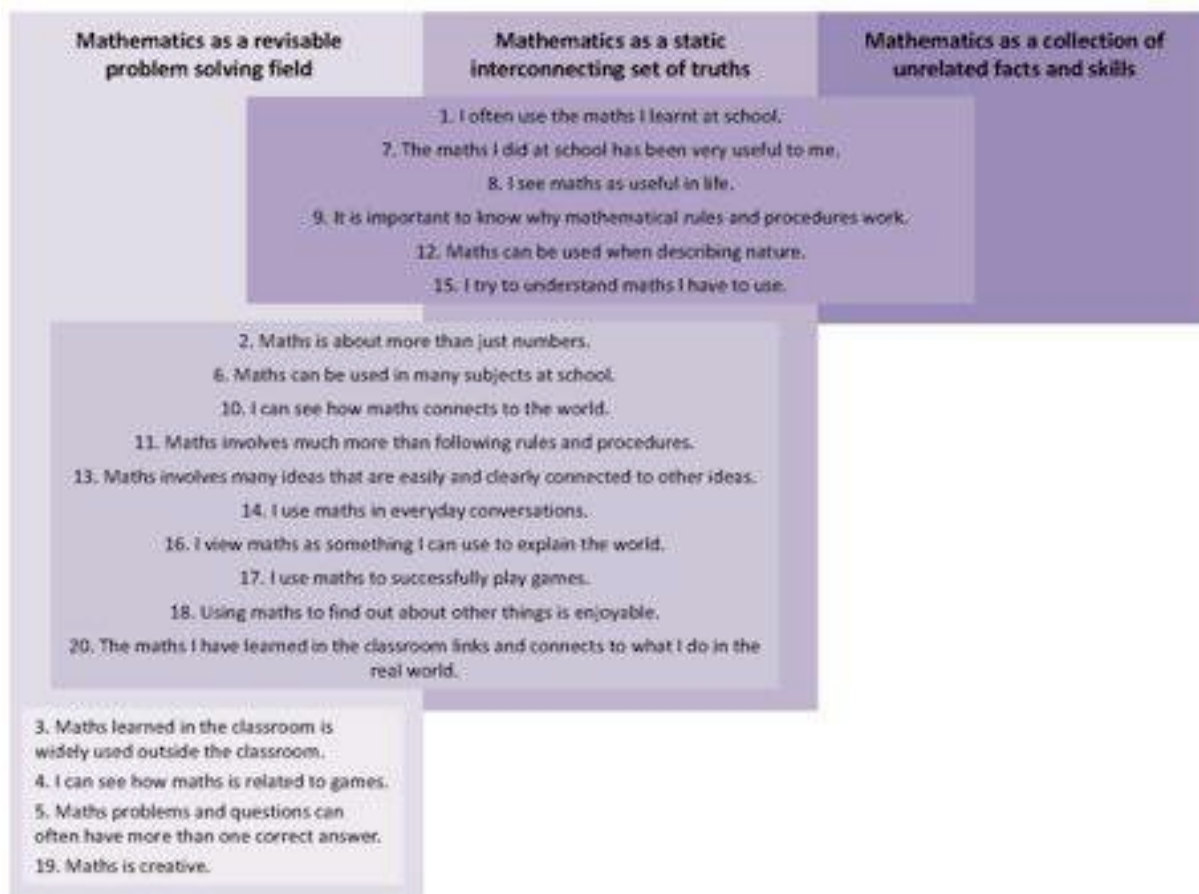 Mathematics as a revisable
problem solving field
Mathematics as a static
interconnecting set of truths
Mathematics as a collection of
unrelated facts and skills
1. I often use the maths I learnt at school.
7. The maths I did at school has been very useful to me.
8. I see maths as useful in life.
9. It is important to know why mathematical rules and procedures work.
12. Maths can be used when describing nature.
15. I try to understand maths I have to use.
2. Maths is about more than just numbers.
6. Maths can be used in many subjects at school.
10. I can see how maths connects to the world.
11. Maths involves much more than following rules and procedures.
13. Maths involves many ideas that are easily and clearly connected to other ideas.
14. I use maths in everyday conversations.
16. I view maths as something I can use to explain the world.
17. I use maths to successfully play games.
18. Using maths to find out about other things is enjoyable.
20. The maths I have learned in the classroom links and connects to what I do in the
real world.
3. Maths learned in the classroom is
widely used outside the classroom.
4. I can see how maths is related to games.
5. Maths problems and questions can
often have more than one correct answer.
19. Maths is creative.